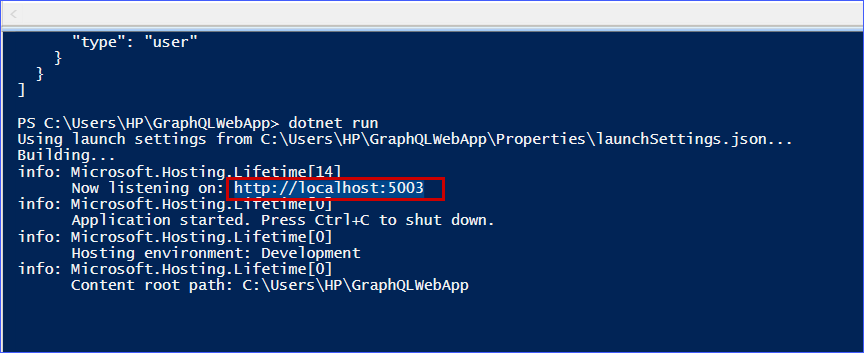 "type": "user"
}
}
]
PS C:\Users\HP\GraphQLWebApp> dotnet run
Using launch settings from C:\Users\HP\GraphQLWebApp\Properties\launchSettings.json...
Building...
info: Microsoft.Hosting.Lifetime[14]
Now listening on: http://localhost:5003
info: Microsoft.Hosting.Lifetime[0]
Application started. Press Ctrl+C to shut down.
info: Microsoft.Hosting.Lifetime[0]
Hosting environment: Development
info: Microsoft.Hosting.Lifetime[0]
Content root path: C:\Users\HP\GraphQLWebApp